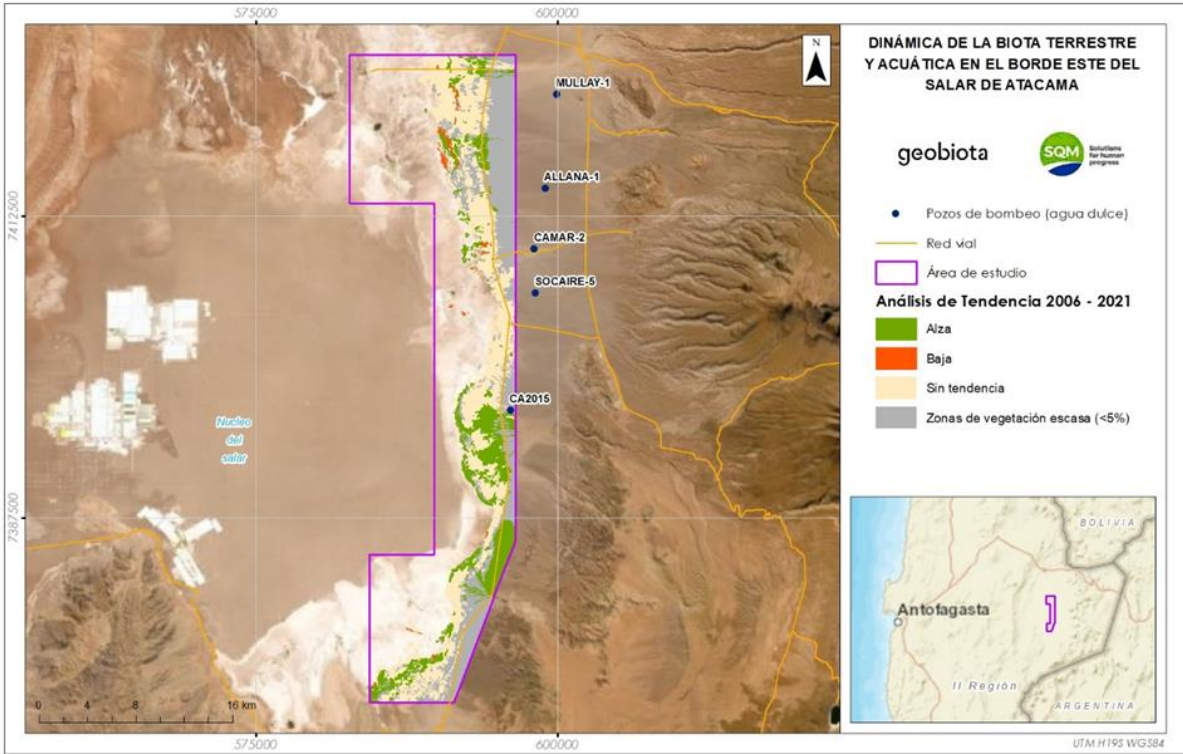 575000
600000
7412500
7387500
MULLAY-1
ALLANA-1
CAMAR-2
SOCAIRE-5
CA2015
Nucleo
del
salar
0 4 8 16 km
575000
600000
N
DINÁMICA DE LA BIOTA TERRESTRE
Y ACUÁTICA EN EL BORDE ESTE DEL
SALAR DE ATACAMA
geobiota
SQM
Solutions
for human
progress
Pozos de bombeo (agua dulce)
Red vial
Área de estudio
Análisis de Tendencia 2006 - 2021
Alza
Baja
Sin tendencia
Zonas de vegetación escasa (<5%)
BOLIVIA
Antofagasta
II Región
ARGENTINA
UTM H19S WGS84